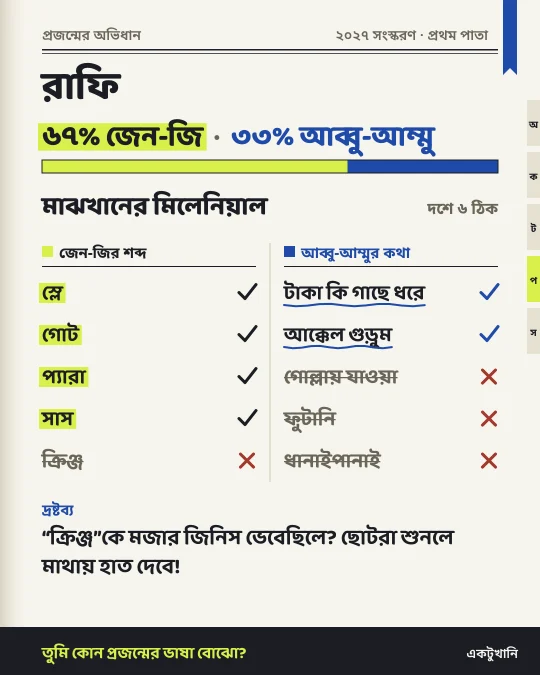 প্রজন্মের অভিধান
২০২৭ সংস্করণ · প্রথম পাতা
রাফি
৬৭% জেন-জি · ৩৩% আব্বু-আম্মু
মাঝখানের মিলেনিয়াল
দশে ৬ ঠিক
জেন-জির শব্দ
স্লে
গোট
প্যারা
সাস
ক্রিঞ্জ
আব্বু-আম্মুর কথা
টাকা কি গাছে ধরে
আক্কেল গুড়ুম
গোল্লায় যাওয়া
ফুটানি
ধানাইপানাই
দ্রষ্টব্য
“ক্রিঞ্জ”কে মজার জিনিস ভেবেছিলে? ছোটরা শুনলে
মাথায় হাত দেবে!
তুমি কোন প্রজন্মের ভাষা বোঝো?
একটুখানি
অ
ক
ট
প
স